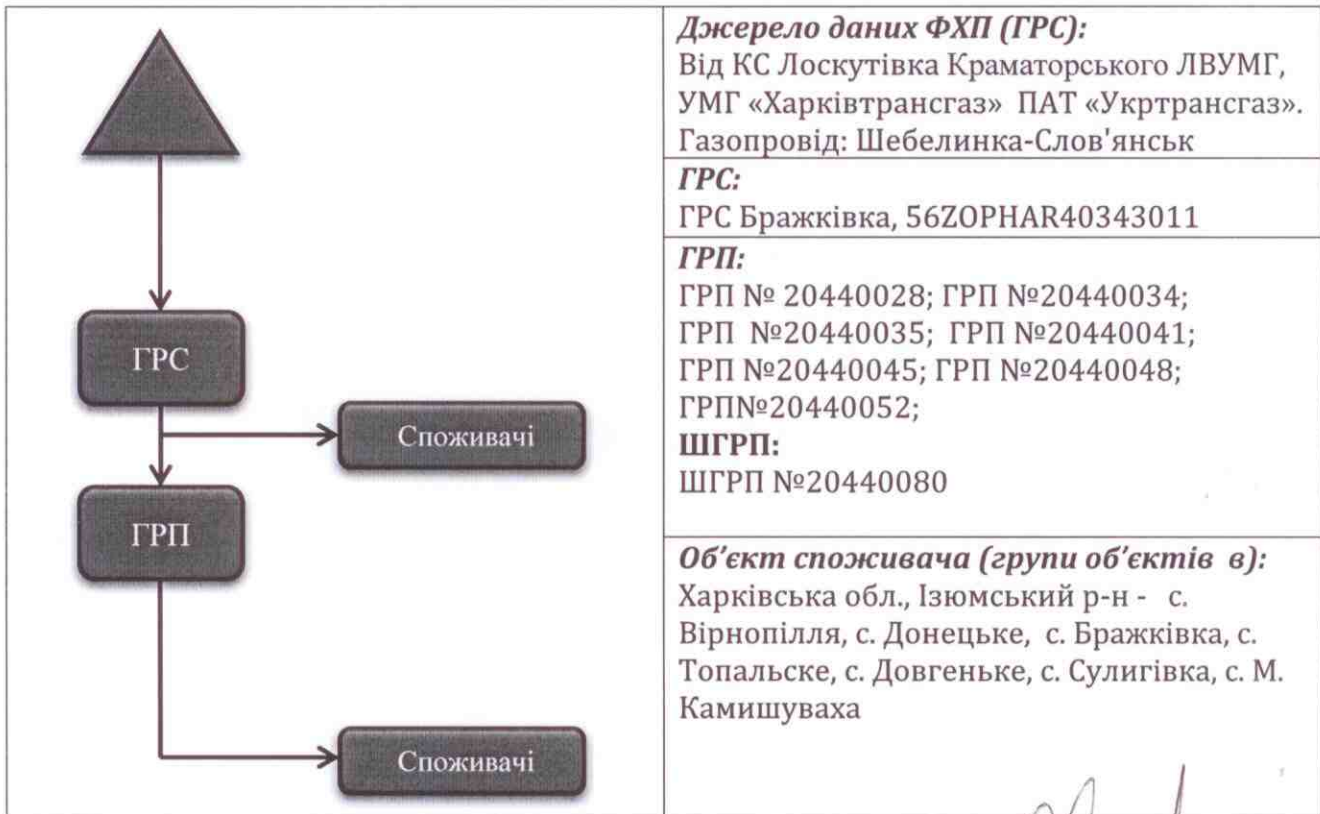 ГРС
Споживачі
ГРП
Споживачі
Джерело даних ФХП (ГРС):
Від КС Лоскутівка Краматорського ЛВУМГ,
УМГ «Харківтрансгаз» ПАТ «Укртрансгаз».
Газопровід: Шебелинка-Слов'янськ
ГРС:
ГРС Бражківка, 56ZOPHAR40343011
ГРП:
ГРП № 20440028; ГРП №20440034;
ГРП №20440035; ГРП №20440041;
ГРП №20440045; ГРП №20440048;
ГРП№20440052;
ШГРП:
ШГРП №20440080
Об’єкт споживача (групи об’єктів в):
Харківська обл., Ізюмський р-н - с.
Вірнопілля, с. Донецьке, с. Бражківка, с.
Топальске, с. Довгеньке, с. Сулигівка, с. М.
Камишуваха